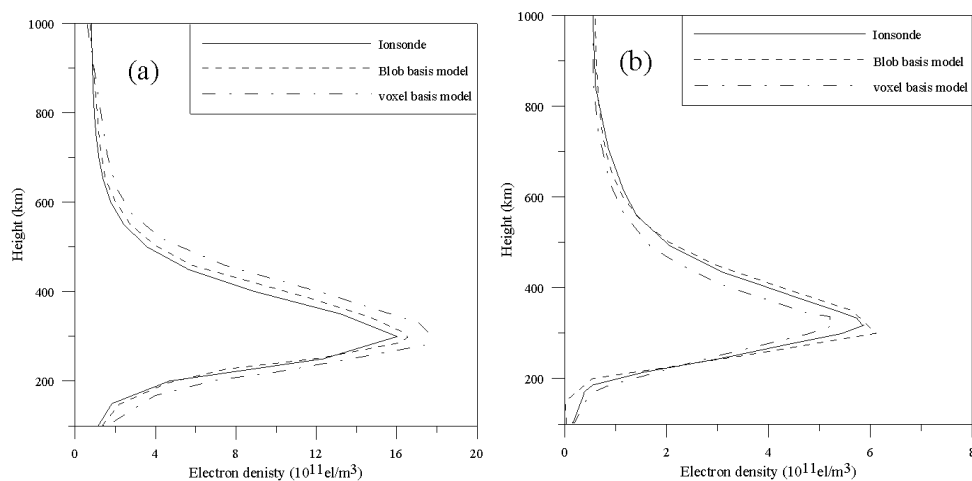 1000
800
600
400
200
Height (km)
(a)
Ionsonde
Blob basis model
voxel basis model
0 4 8 12 16 20
Electron denisty (10¹¹el/m³)
1000
800
600
400
200
Height (km)
(b)
Ionsonde
Blob basis model
voxel basis model
0 2 4 6 8
Electron density (10¹¹el/m³)